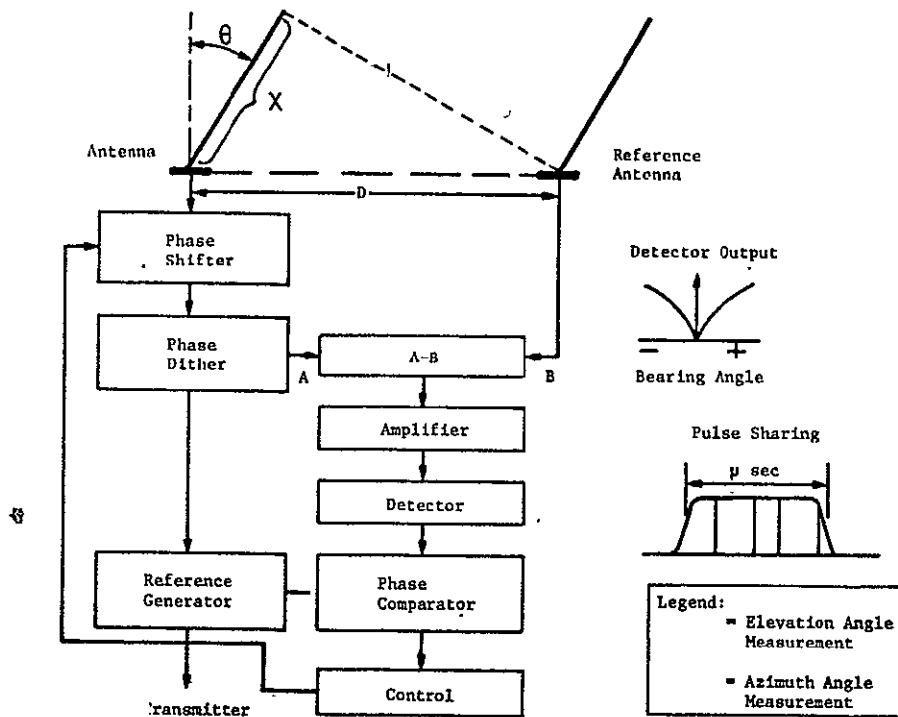 θ
X
Antenna
Reference
Antenna
D
Phase
Shifter
Detector Output
Phase
Dither
A-B
A
B
- +
Bearing Angle
Amplifier
Pulse Sharing
μ sec
Detector
Reference
Generator
Phase
Comparator
Legend:
= Elevation Angle
Measurement
= Azimuth Angle
Measurement
Control
ransmitter